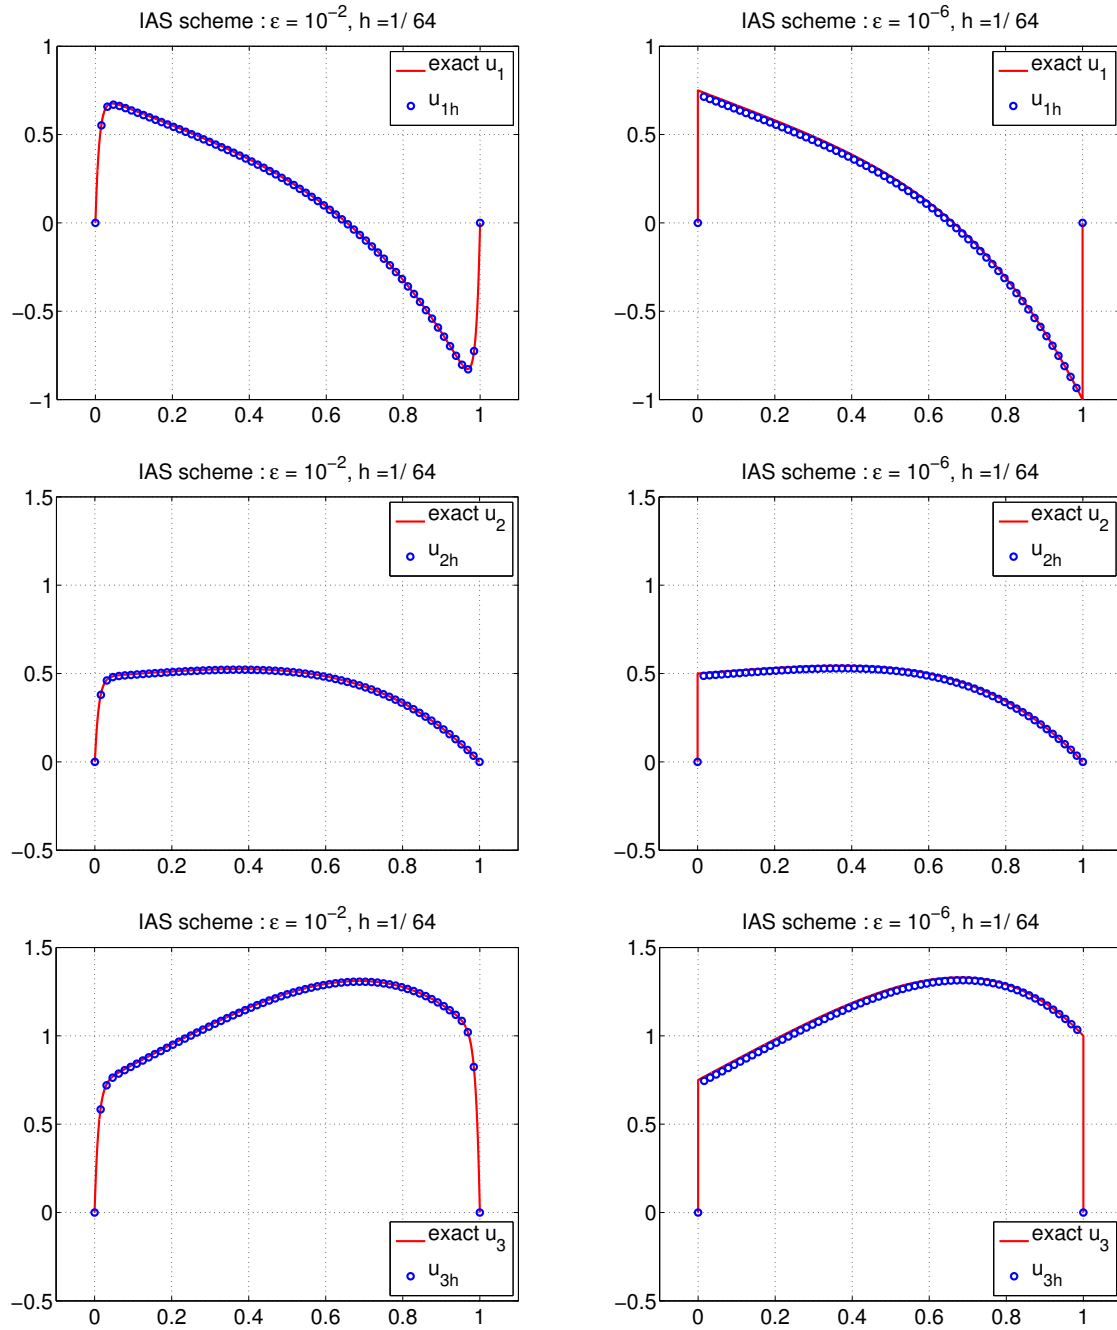 IAS scheme : ε = 10⁻², h =1/ 64
1
0.5
0
−0.5
−1
0 0.2 0.4 0.6 0.8 1
exact u₁
u₁ₕ
IAS scheme : ε = 10⁻⁶, h =1/ 64
1
0.5
0
−0.5
−1
0 0.2 0.4 0.6 0.8 1
exact u₁
u₁ₕ
IAS scheme : ε = 10⁻², h =1/ 64
1.5
1
0.5
0
−0.5
0 0.2 0.4 0.6 0.8 1
exact u₂
u₂ₕ
IAS scheme : ε = 10⁻⁶, h =1/ 64
1.5
1
0.5
0
−0.5
0 0.2 0.4 0.6 0.8 1
exact u₂
u₂ₕ
IAS scheme : ε = 10⁻², h =1/ 64
1.5
1
0.5
0
−0.5
0 0.2 0.4 0.6 0.8 1
exact u₃
u₃ₕ
IAS scheme : ε = 10⁻⁶, h =1/ 64
1.5
1
0.5
0
−0.5
0 0.2 0.4 0.6 0.8 1
exact u₃
u₃ₕ